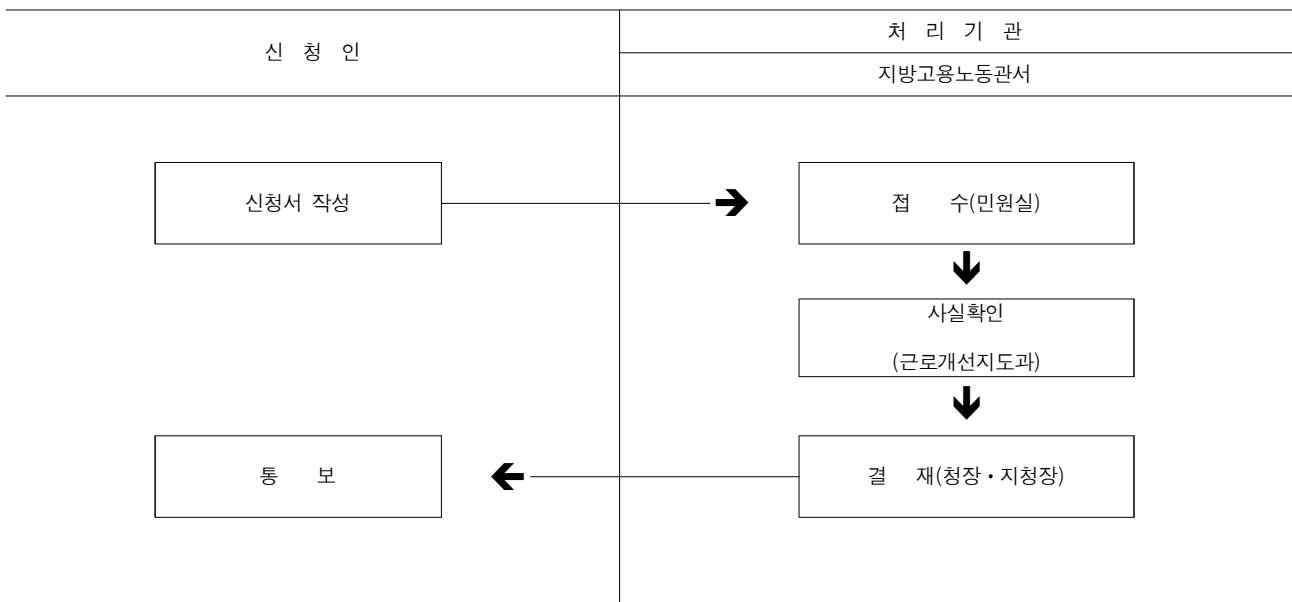 신 청 인
처 리 기 관
지방고용노동관서
신청서 작성
접 수(민원실)
사실확인
(근로개선지도과)
통 보
결 재(청장・지청장)